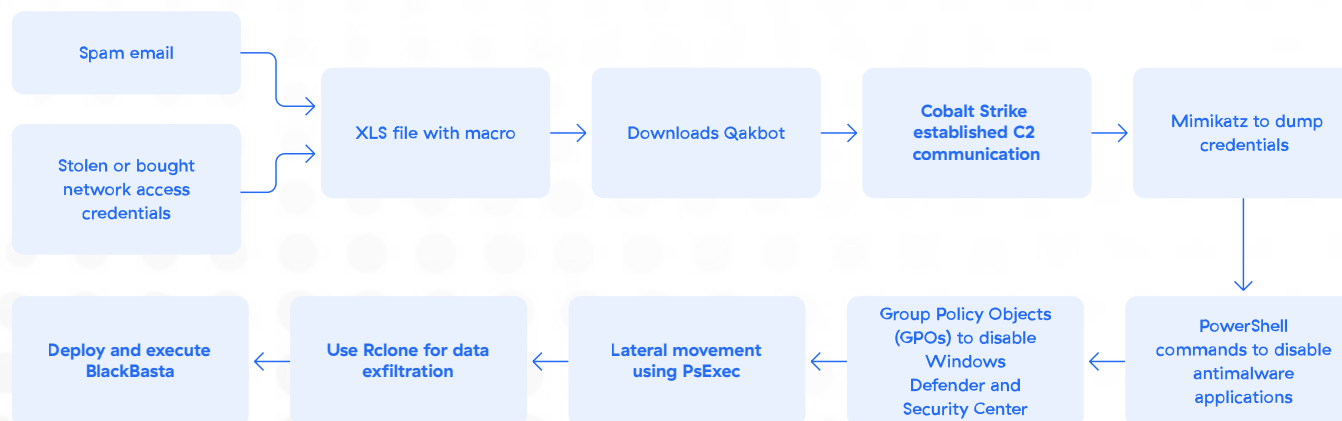 Spam email
Stolen or bought
network access
credentials
XLS file with macro
Downloads Qakbot
Cobalt Strike
established C2
communication
Mimikatz to dump
credentials
PowerShell
commands to disable
antimalware
applications
Group Policy Objects
(GPOs) to disable
Windows
Defender and
Security Center
Lateral movement
using PsExec
Use Rclone for data
exfiltration
Deploy and execute
BlackBasta